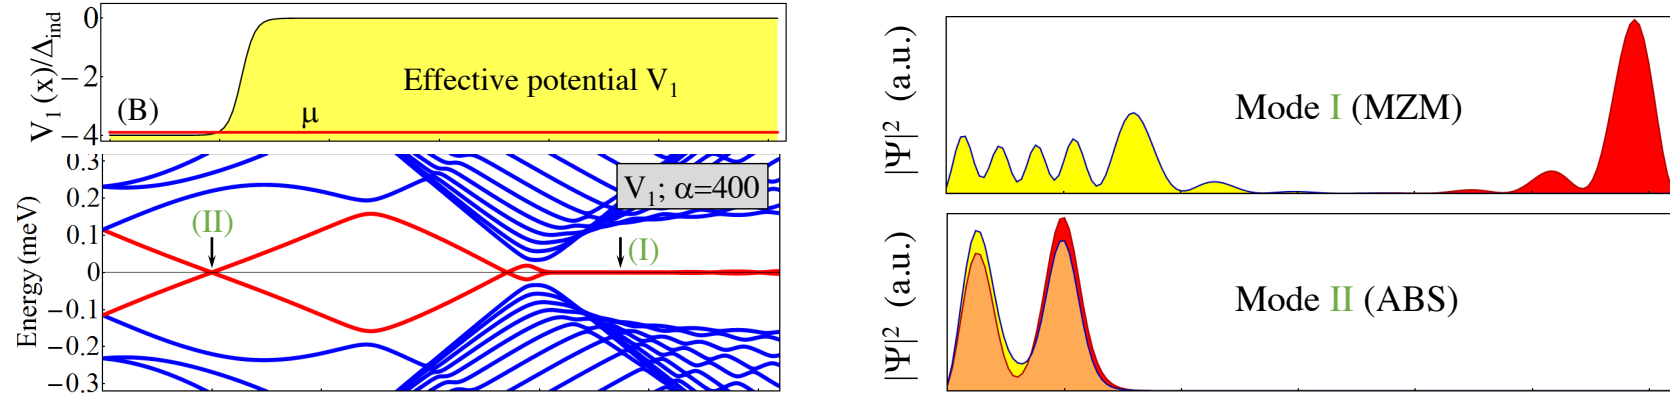 V₁ (x)/Δ_ind
0
−2
−4
(B)
Effective potential V₁
μ
Energy (meV)
0.3
0.2
0.1
0
−0.1
−0.2
−0.3
(II)
(I)
V₁; α=400
|Ψ|² (a.u.)
Mode I (MZM)
|Ψ|² (a.u.)
Mode II (ABS)